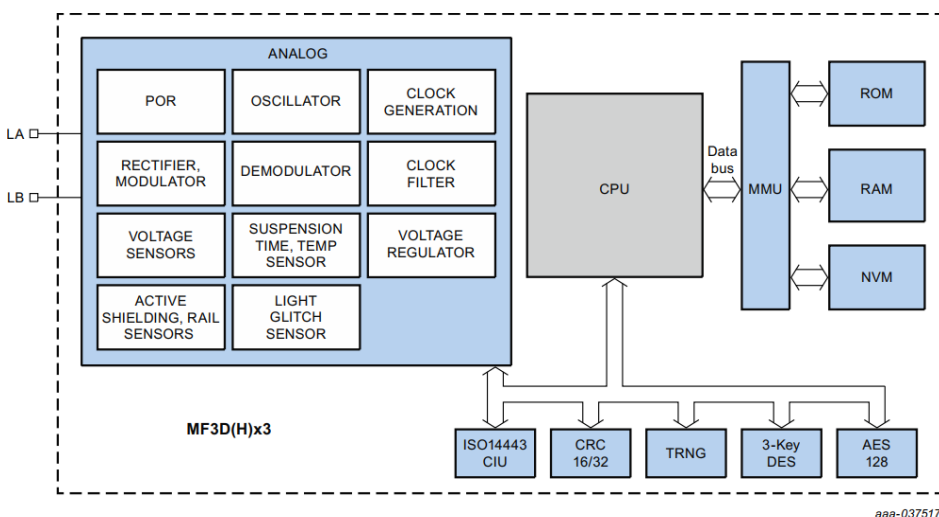 ANALOG
POR
OSCILLATOR
CLOCK
GENERATION
RECTIFIER,
MODULATOR
DEMODULATOR
CLOCK
FILTER
VOLTAGE
SENSORS
SUSPENSION
TIME, TEMP
SENSOR
VOLTAGE
REGULATOR
ACTIVE
SHIELDING, RAIL
SENSORS
LIGHT
GLITCH
SENSOR
LA
LB
CPU
Data
bus
MMU
ROM
RAM
NVM
MF3D(H)x3
ISO14443
CIU
CRC
16/32
TRNG
3-Key
DES
AES
128
aaa-037517